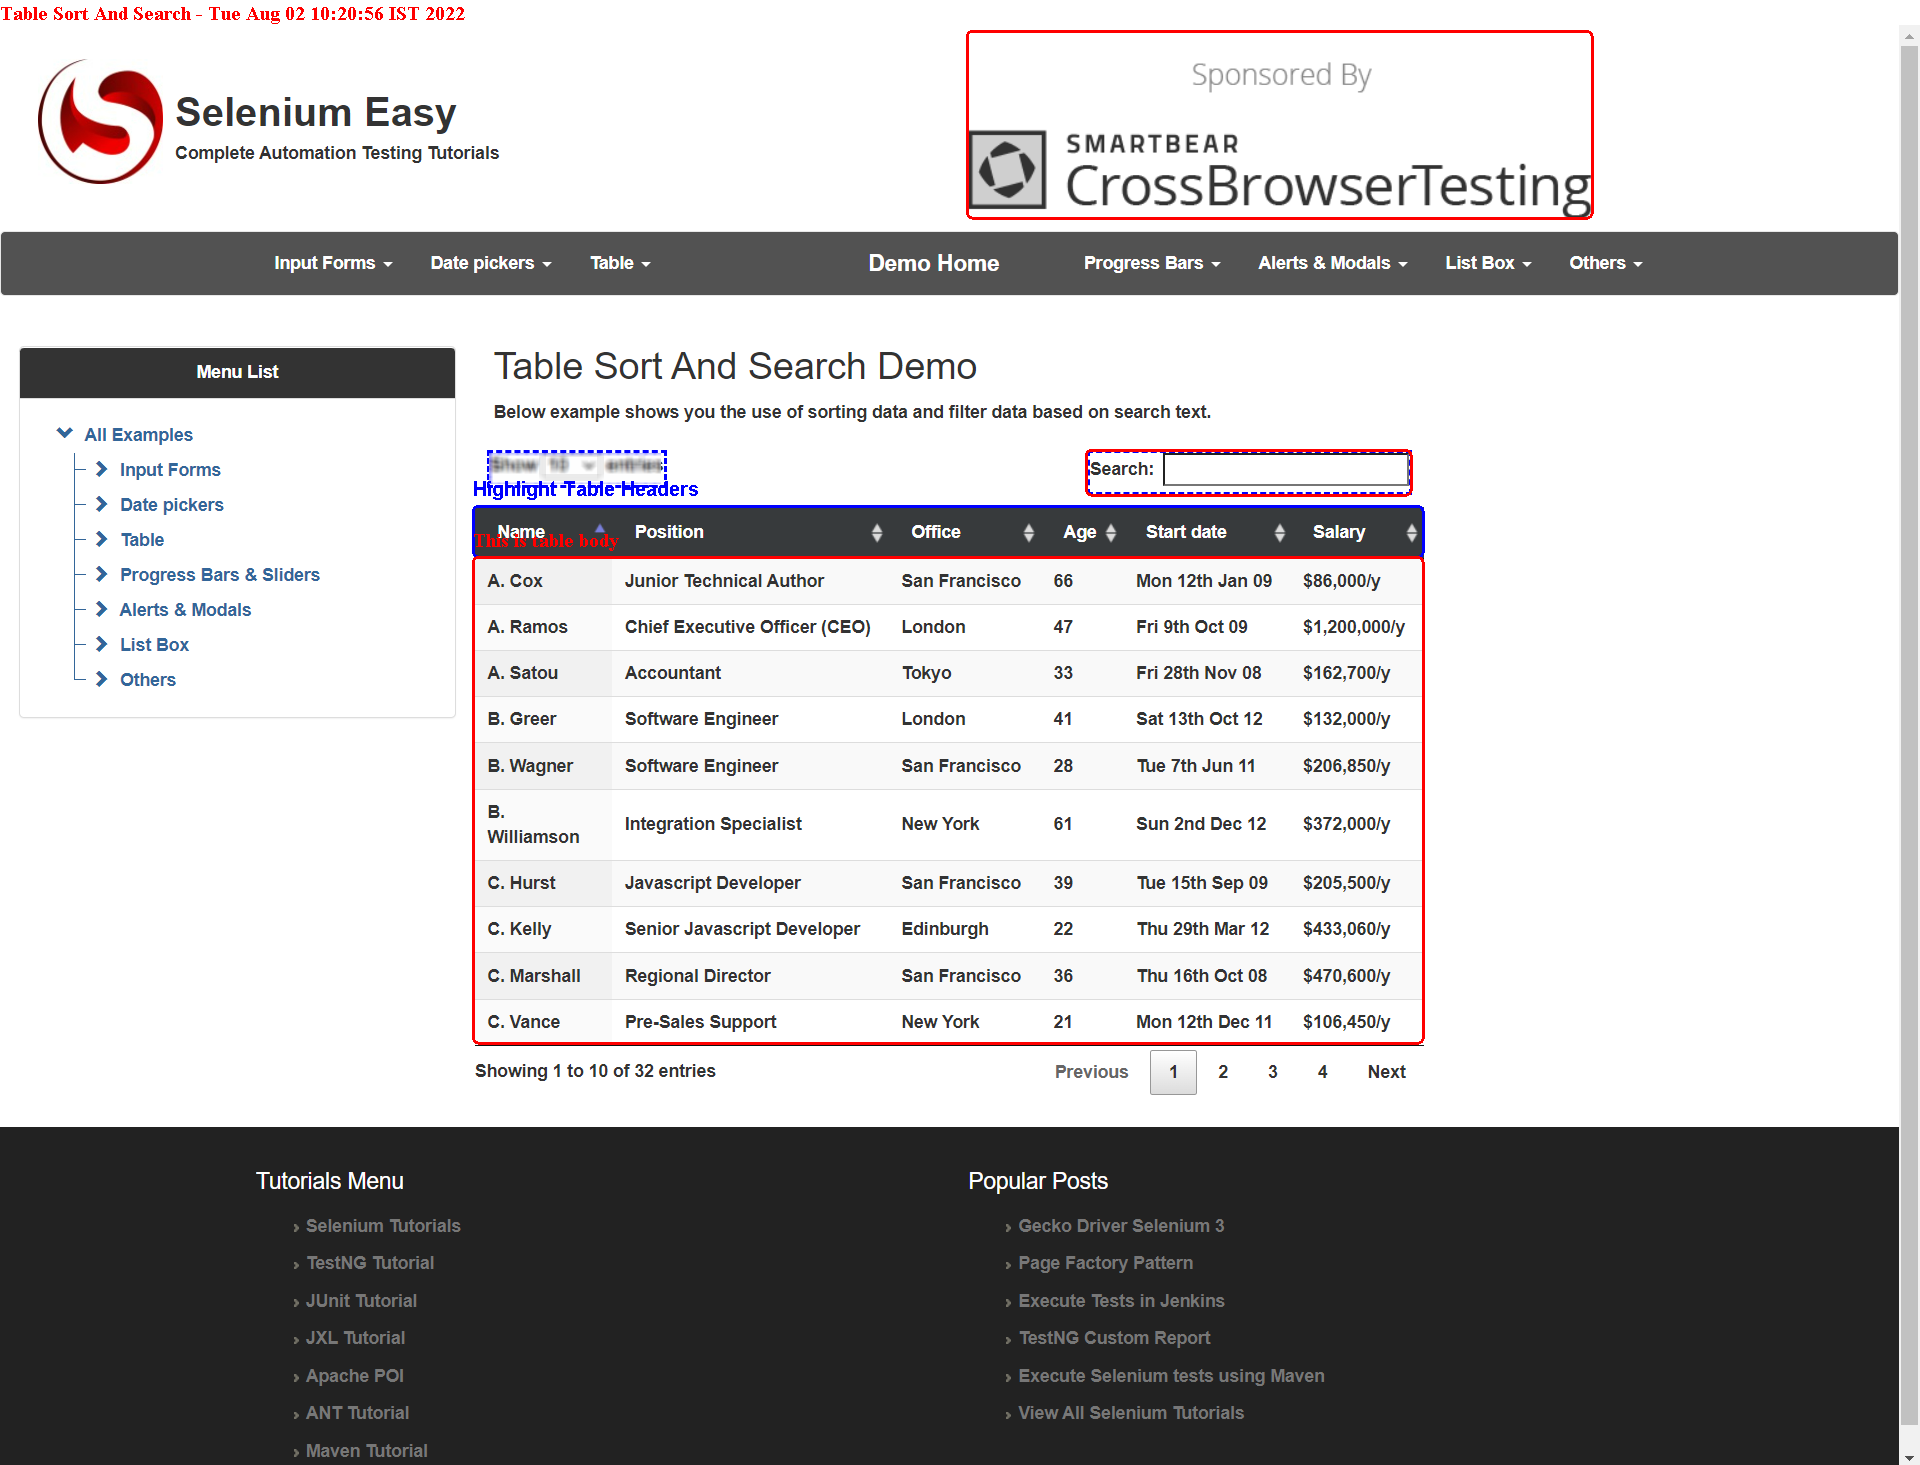 Table Sort And Search - Tue Aug 02 10:20:56 IST 2022
Selenium Easy
Complete Automation Testing Tutorials
Sponsored By
SMARTBEAR
CrossBrowserTesting
Input Forms Date pickers Table Demo Home Progress Bars Alerts & Modals List Box Others
Menu List
All Examples
Input Forms
Date pickers
Table
Progress Bars & Sliders
Alerts & Modals
List Box
Others
Table Sort And Search Demo
Below example shows you the use of sorting data and filter data based on search text.
Show 10 entries
Search:
Highlight Table Headers
Name Position Office Age Start date Salary
This is table body
A. Cox Junior Technical Author San Francisco 66 Mon 12th Jan 09 $86,000/y
A. Ramos Chief Executive Officer (CEO) London 47 Fri 9th Oct 09 $1,200,000/y
A. Satou Accountant Tokyo 33 Fri 28th Nov 08 $162,700/y
B. Greer Software Engineer London 41 Sat 13th Oct 12 $132,000/y
B. Wagner Software Engineer San Francisco 28 Tue 7th Jun 11 $206,850/y
B.
Williamson Integration Specialist New York 61 Sun 2nd Dec 12 $372,000/y
C. Hurst Javascript Developer San Francisco 39 Tue 15th Sep 09 $205,500/y
C. Kelly Senior Javascript Developer Edinburgh 22 Thu 29th Mar 12 $433,060/y
C. Marshall Regional Director San Francisco 36 Thu 16th Oct 08 $470,600/y
C. Vance Pre-Sales Support New York 21 Mon 12th Dec 11 $106,450/y
Showing 1 to 10 of 32 entries
Previous 1 2 3 4 Next
Tutorials Menu
Selenium Tutorials
TestNG Tutorial
JUnit Tutorial
JXL Tutorial
Apache POI
ANT Tutorial
Maven Tutorial
Popular Posts
Gecko Driver Selenium 3
Page Factory Pattern
Execute Tests in Jenkins
TestNG Custom Report
Execute Selenium tests using Maven
View All Selenium Tutorials